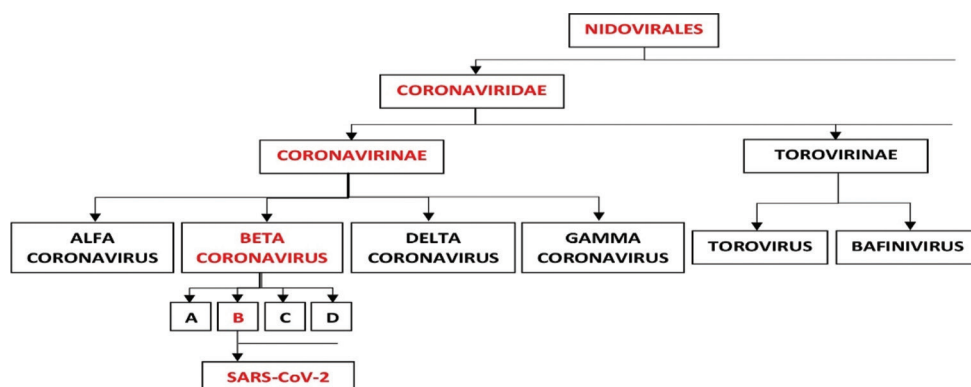 NIDOVIRALES
CORONAVIRIDAE
CORONAVIRINAE
TOROVIRINAE
ALFA
CORONAVIRUS
BETA
CORONAVIRUS
DELTA
CORONAVIRUS
GAMMA
CORONAVIRUS
TOROVIRUS
BAFINIVIRUS
A
B
C
D
SARS-CoV-2